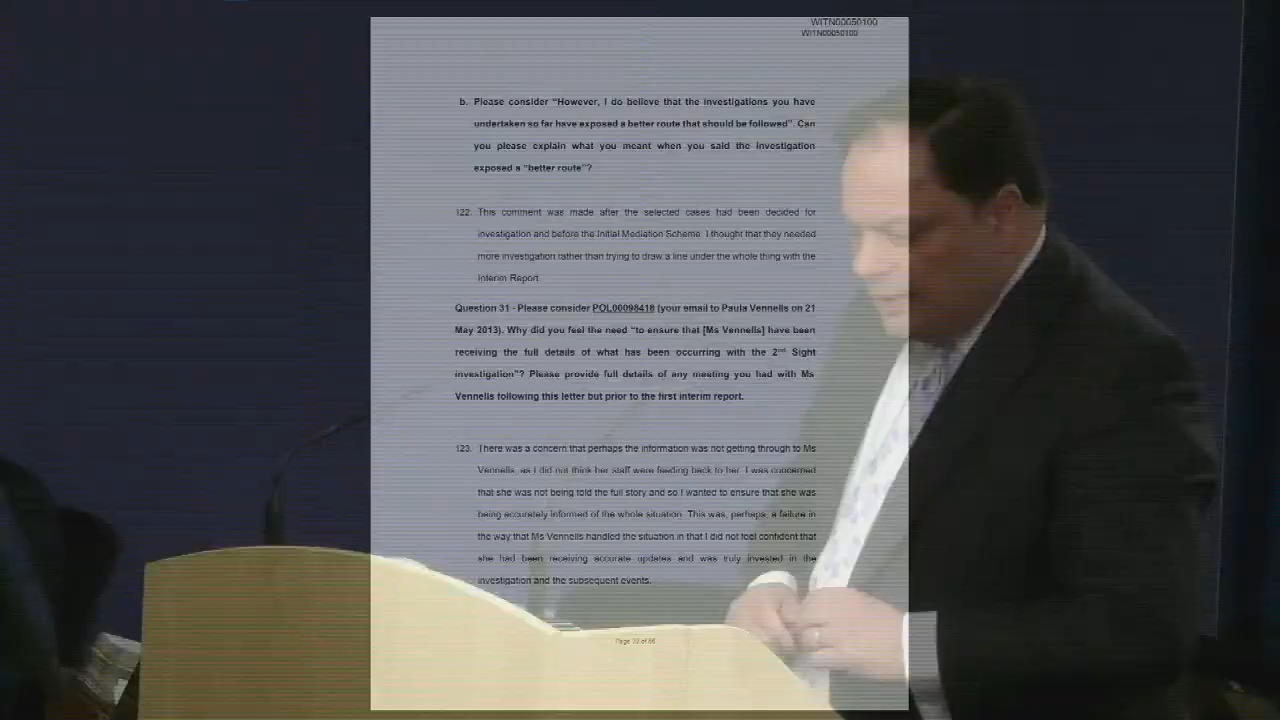 WITN00050100
WITN00050100
b. Please consider "However, I do believe that the investigations you have
undertaken so far have exposed a better route that should be followed". Can
you please explain what you meant when you said the investigation
exposed a "better route"?
122. This comment was made after the selected cases had been decided for
investigation and before the Initial Mediation Scheme. I thought that they needed
more investigation rather than trying to draw a line under the whole thing with the
Interim Report.
Question 31 - Please consider POL00098418 (your email to Paula Vennells on 21
May 2013). Why did you feel the need "to ensure that [Ms Vennells] have been
receiving the full details of what has been occurring with the 2nd Sight
investigation"? Please provide full details of any meeting you had with Ms
Vennells following this letter but prior to the first interim report.
123. There was a concern that perhaps the information was not getting through to Ms
Vennells, as I did not think her staff were feeding back to her. I was concerned
that she was not being told the full story and so I wanted to ensure that she was
being accurately informed of the whole situation. This was, perhaps, a failure in
the way that Ms Vennells handled the situation in that I did not feel confident that
she had been receiving accurate updates and was truly invested in the
investigation and the subsequent events.
Page of